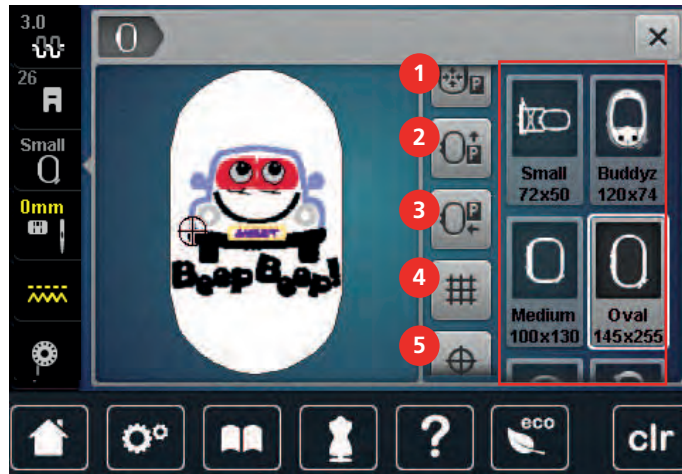 3.0
26
Small
0mm
1
P
2
P
3
P
4
5
Small
72x50
Buddyz
120x74
Medium
100x130
Oval
145x255
Beep Beep!
?
eco
clr